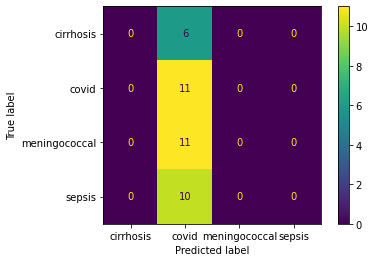 cirrhosis 0 6 0 0
covid 0 11 0 0
meningococcal 0 11 0 0
sepsis 0 10 0 0
cirrhosis covid meningococcal sepsis
Predicted label
True label
10
8
6
4
2
0